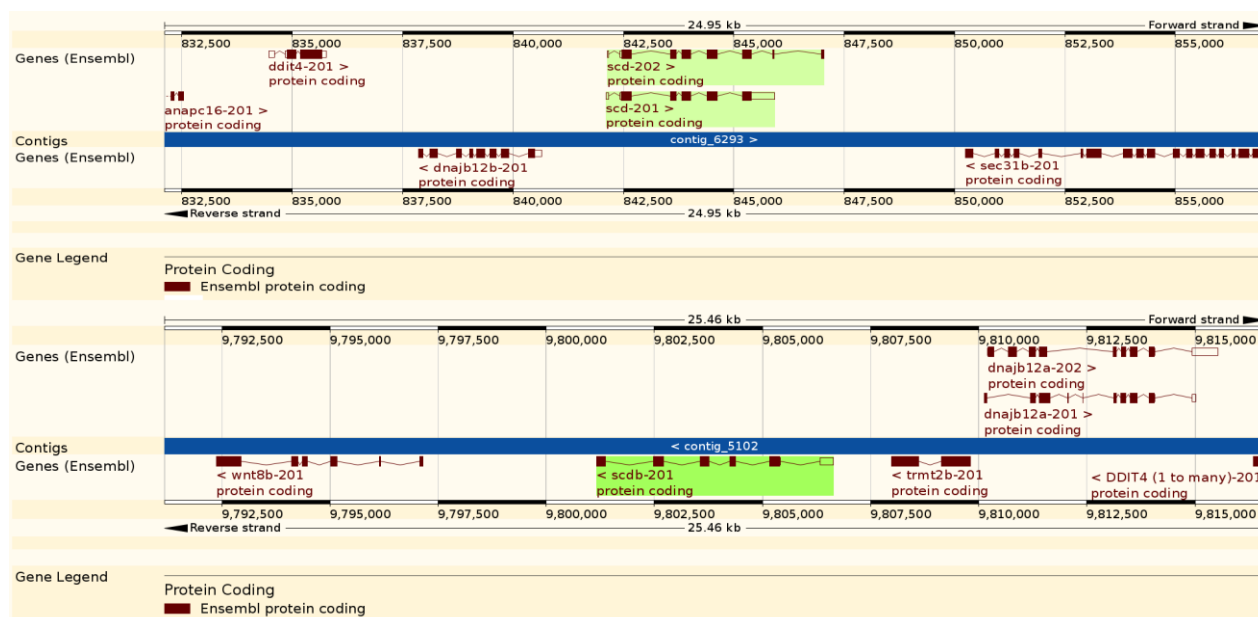 24.95 kb Forward strand
832,500 835,000 837,500 840,000 842,500 845,000 847,500 850,000 852,500 855,000
Genes (Ensembl)
ddit4-201 > scd-202 >
protein coding protein coding
anapc16-201 > scd-201 >
protein coding protein coding
Contigs contig_6293 >
Genes (Ensembl)
< dnajb12b-201 < sec31b-201
protein coding protein coding
832,500 835,000 837,500 840,000 842,500 845,000 847,500 850,000 852,500 855,000
Reverse strand 24.95 kb
Gene Legend
Protein Coding
Ensembl protein coding
25.46 kb Forward strand
9,792,500 9,795,000 9,797,500 9,800,000 9,802,500 9,805,000 9,807,500 9,810,000 9,812,500 9,815,000
Genes (Ensembl)
dnajb12a-202 >
protein coding
dnajb12a-201 >
protein coding
Contigs < contig_5102
Genes (Ensembl)
< wnt8b-201 < scdb-201 < trmt2b-201 < DDIT4 (1 to many)-201
protein coding protein coding protein coding protein coding
9,792,500 9,795,000 9,797,500 9,800,000 9,802,500 9,805,000 9,807,500 9,810,000 9,812,500 9,815,000
Reverse strand 25.46 kb
Gene Legend
Protein Coding
Ensembl protein coding